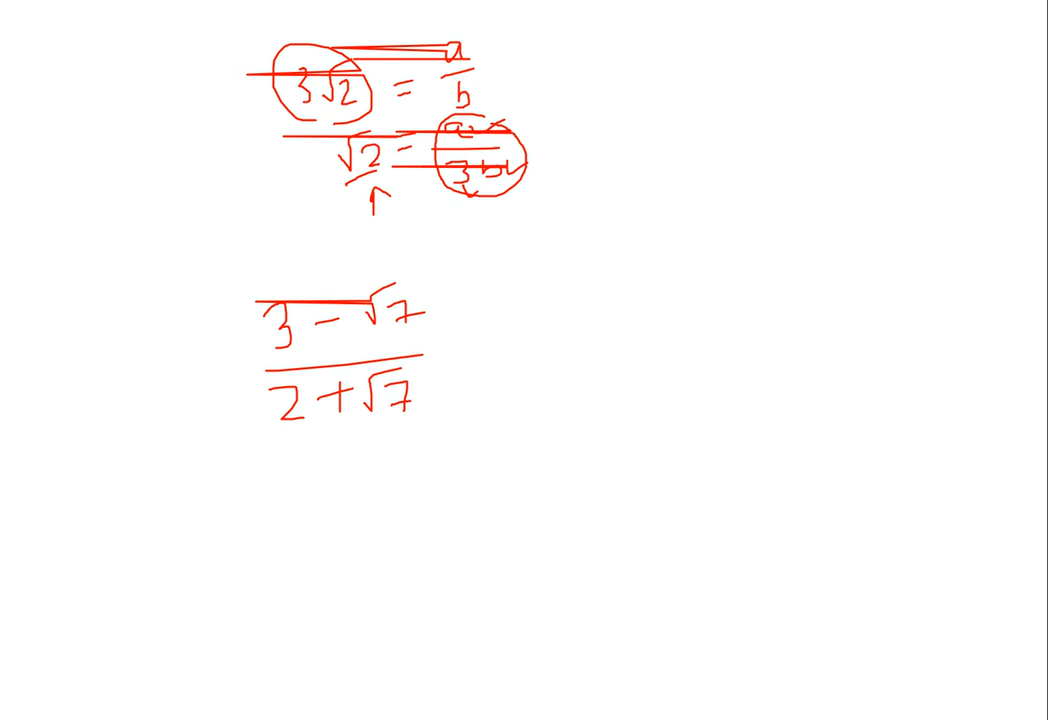 3√2 = a/b
√2 = a/3b
3 - √7
2 + √7